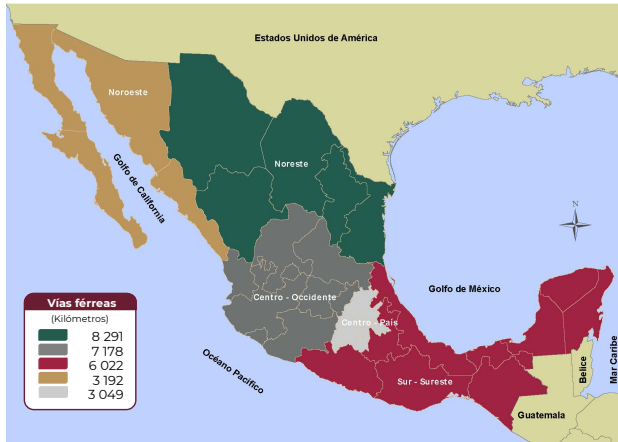 Estados Unidos de América
Noroeste
Noreste
Golfo de California
N
Golfo de México
Centro - Occidente
Centro - País
Sur - Sureste
Océano Pacífico
Belice
Mar Caribe
Guatemala
Vías férreas
(Kilómetros)
8 291
7 178
6 022
3 192
3 049